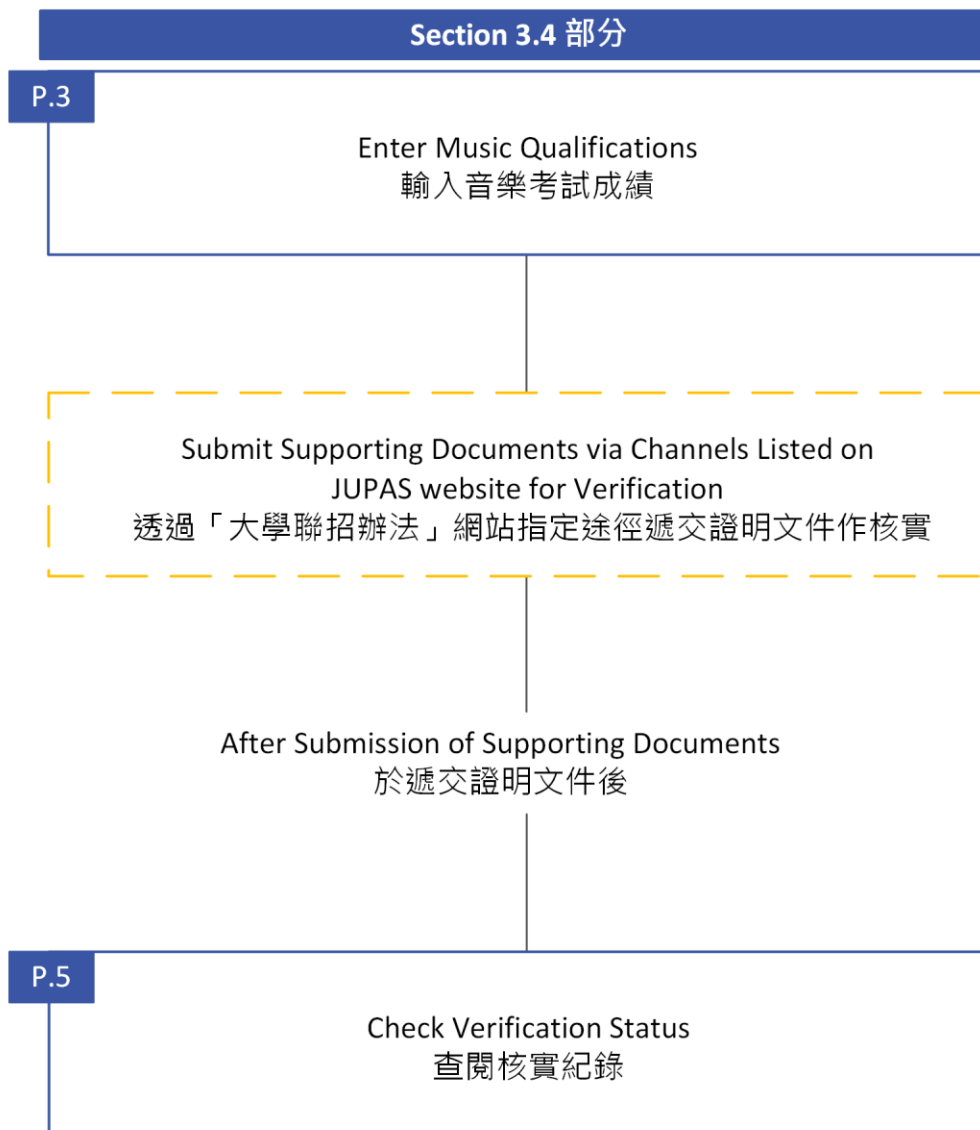 Section 3.4 部分
P.3
Enter Music Qualifications
輸入音樂考試成績
Submit Supporting Documents via Channels Listed on
JUPAS website for Verification
透過「大學聯招辦法」網站指定途徑遞交證明文件作核實
After Submission of Supporting Documents
於遞交證明文件後
P.5
Check Verification Status
查閱核實紀錄